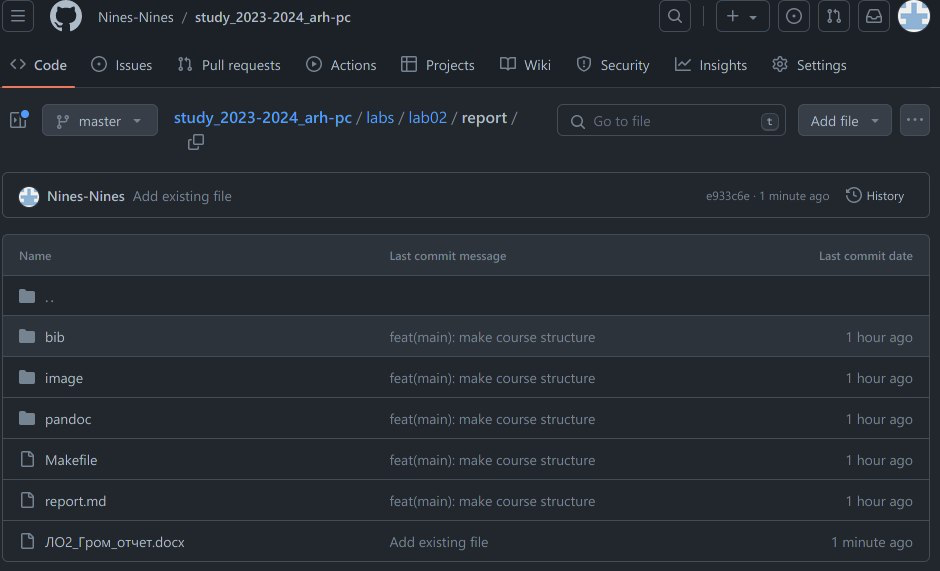 Nines-Nines / study_2023-2024_arh-pc
Code Issues Pull requests Actions Projects Wiki Security Insights Settings
master study_2023-2024_arh-pc / labs / lab02 / report / Go to file t Add file
Nines-Nines Add existing file e933c6e · 1 minute ago History
Name Last commit message Last commit date
..
bib feat(main): make course structure 1 hour ago
image feat(main): make course structure 1 hour ago
pandoc feat(main): make course structure 1 hour ago
Makefile feat(main): make course structure 1 hour ago
report.md feat(main): make course structure 1 hour ago
ЛО2_Гром_отчет.docx Add existing file 1 minute ago